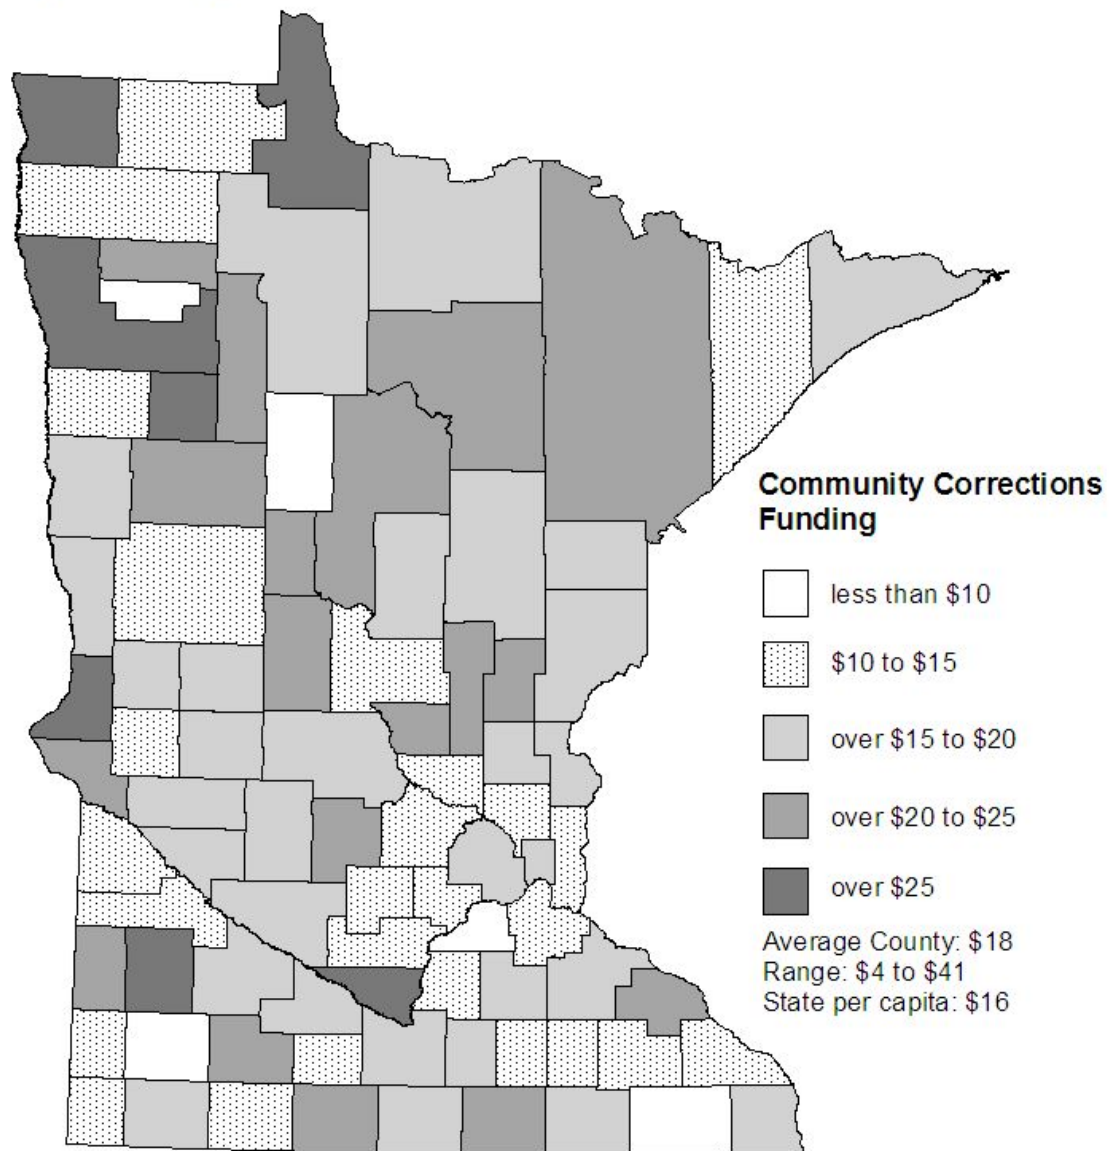 Community Corrections
Funding
less than $10
$10 to $15
over $15 to $20
over $20 to $25
over $25
Average County: $18
Range: $4 to $41
State per capita: $16